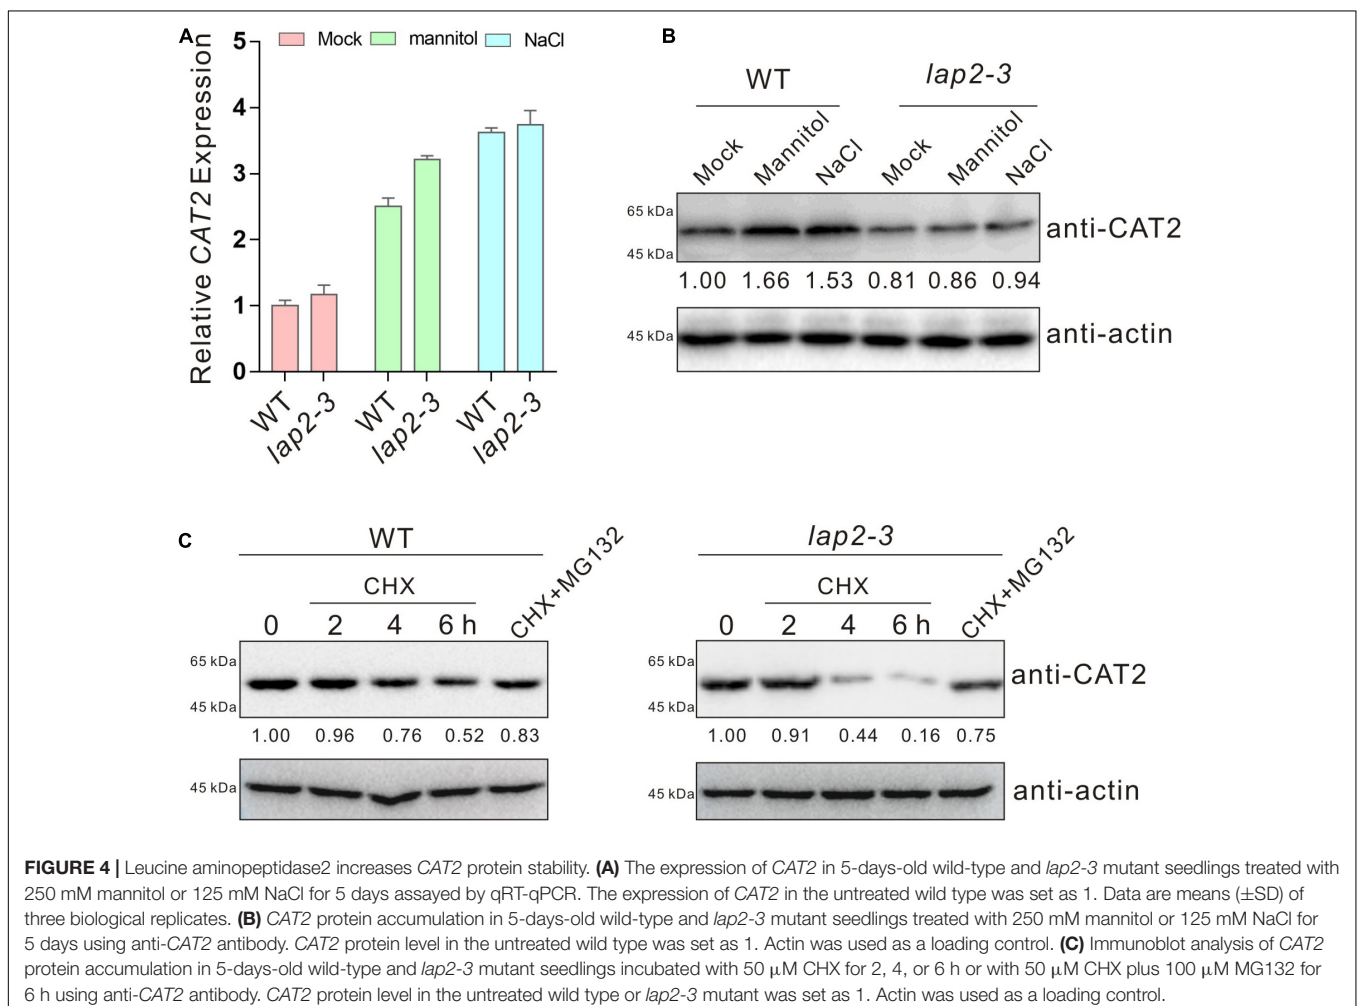 A
Relative CAT2 Expression
5
4
3
2
1
0
Mock mannitol NaCl
WT lap2-3 WT lap2-3 WT lap2-3
B
WT lap2-3
Mock Mannitol NaCl Mock Mannitol NaCl
65 kDa
45 kDa
anti-CAT2
1.00 1.66 1.53 0.81 0.86 0.94
45 kDa
anti-actin
C
WT
CHX
0 2 4 6 h CHX+MG132
65 kDa
45 kDa
1.00 0.96 0.76 0.52 0.83
45 kDa
lap2-3
CHX
0 2 4 6 h CHX+MG132
65 kDa
45 kDa
anti-CAT2
1.00 0.91 0.44 0.16 0.75
45 kDa
anti-actin
FIGURE 4 | Leucine aminopeptidase2 increases CAT2 protein stability. (A) The expression of CAT2 in 5-days-old wild-type and lap2-3 mutant seedlings treated with
250 mM mannitol or 125 mM NaCl for 5 days assayed by qRT-qPCR. The expression of CAT2 in the untreated wild type was set as 1. Data are means (±SD) of
three biological replicates. (B) CAT2 protein accumulation in 5-days-old wild-type and lap2-3 mutant seedlings treated with 250 mM mannitol or 125 mM NaCl for
5 days using anti-CAT2 antibody. CAT2 protein level in the untreated wild type was set as 1. Actin was used as a loading control. (C) Immunoblot analysis of CAT2
protein accumulation in 5-days-old wild-type and lap2-3 mutant seedlings incubated with 50 μM CHX for 2, 4, or 6 h or with 50 μM CHX plus 100 μM MG132 for
6 h using anti-CAT2 antibody. CAT2 protein level in the untreated wild type or lap2-3 mutant was set as 1. Actin was used as a loading control.